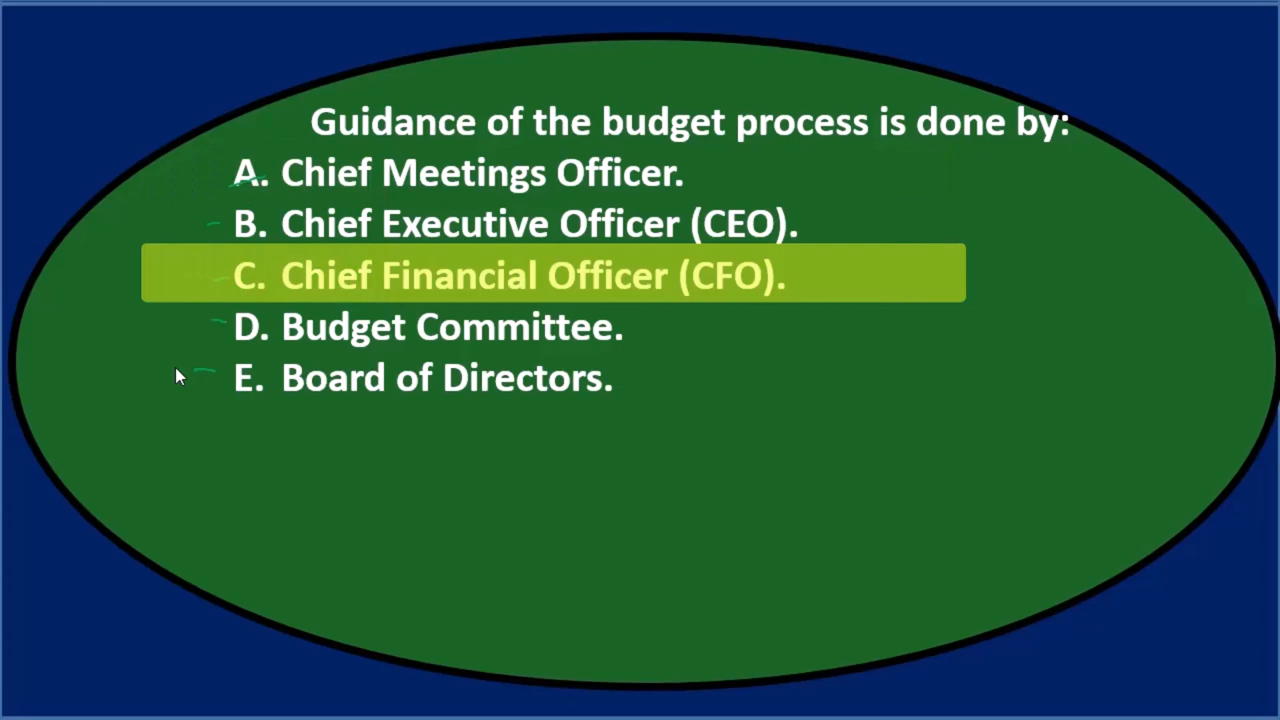 Guidance of the budget process is done by:
A. Chief Meetings Officer.
B. Chief Executive Officer (CEO).
C. Chief Financial Officer (CFO).
D. Budget Committee.
E. Board of Directors.